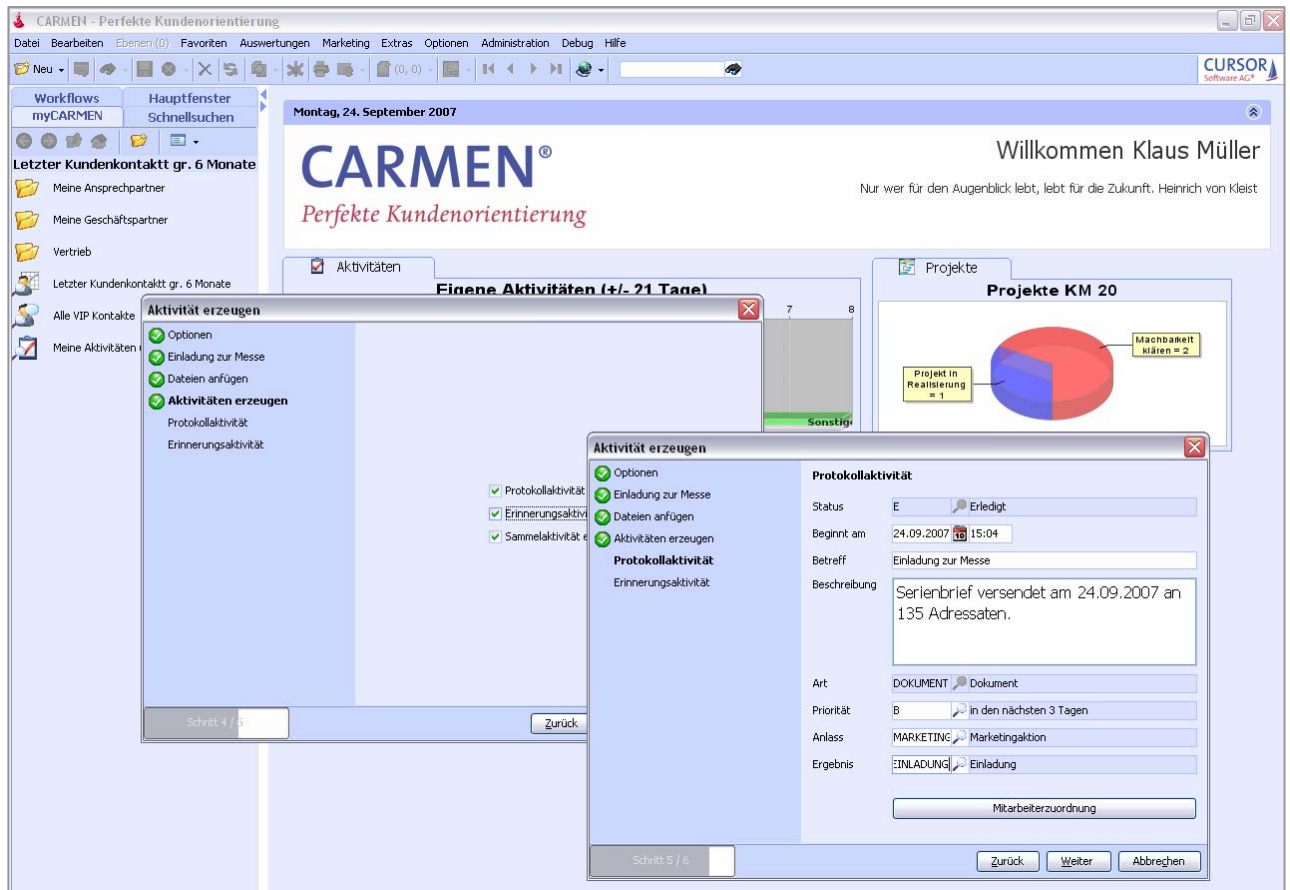 CARMEN - Perfekte Kundenorientierung
Datei Bearbeiten Ebenen (0) Favoriten Auswertungen Marketing Extras Optionen Administration Debug Hilfe
Neu (0, 0)
CURSOR
Software AG®
Workflows Hauptfenster
myCARMEN Schnellsuchen
Letzter Kundenkontaktt gr. 6 Monate
Meine Ansprechpartner
Meine Geschäftspartner
Vertrieb
Letzter Kundenkontaktt gr. 6 Monate
Alle VIP Kontakte
Meine Aktivitäten
Montag, 24. September 2007
CARMEN®
Perfekte Kundenorientierung
Willkommen Klaus Müller
Nur wer für den Augenblick lebt, lebt für die Zukunft. Heinrich von Kleist
Aktivitäten
Eigene Aktivitäten (+/- 21 Tage)
7 8
Sonstig
Projekte
Projekte KM 20
Machbarkeit
klären = 2
Projekt in
Realisierung
= 1
Aktivität erzeugen
Optionen
Einladung zur Messe
Dateien anfügen
Aktivitäten erzeugen
Protokollaktivität
Erinnerungsaktivität
Protokollaktivität
Erinnerungsaktivi
Sammelaktivität e
Schritt 4 / 6
Zurück
Aktivität erzeugen
Optionen
Einladung zur Messe
Dateien anfügen
Aktivitäten erzeugen
Protokollaktivität
Erinnerungsaktivität
Protokollaktivität
Status E Erledigt
Beginnt am 24.09.2007 15:04
Betreff Einladung zur Messe
Beschreibung
Serienbrief versendet am 24.09.2007 an
135 Adressaten.
Art DOKUMENT Dokument
Priorität B in den nächsten 3 Tagen
Anlass MARKETING Marketingaktion
Ergebnis EINLADUNG Einladung
Mitarbeiterzuordnung
Schritt 5 / 6
Zurück Weiter Abbrechen